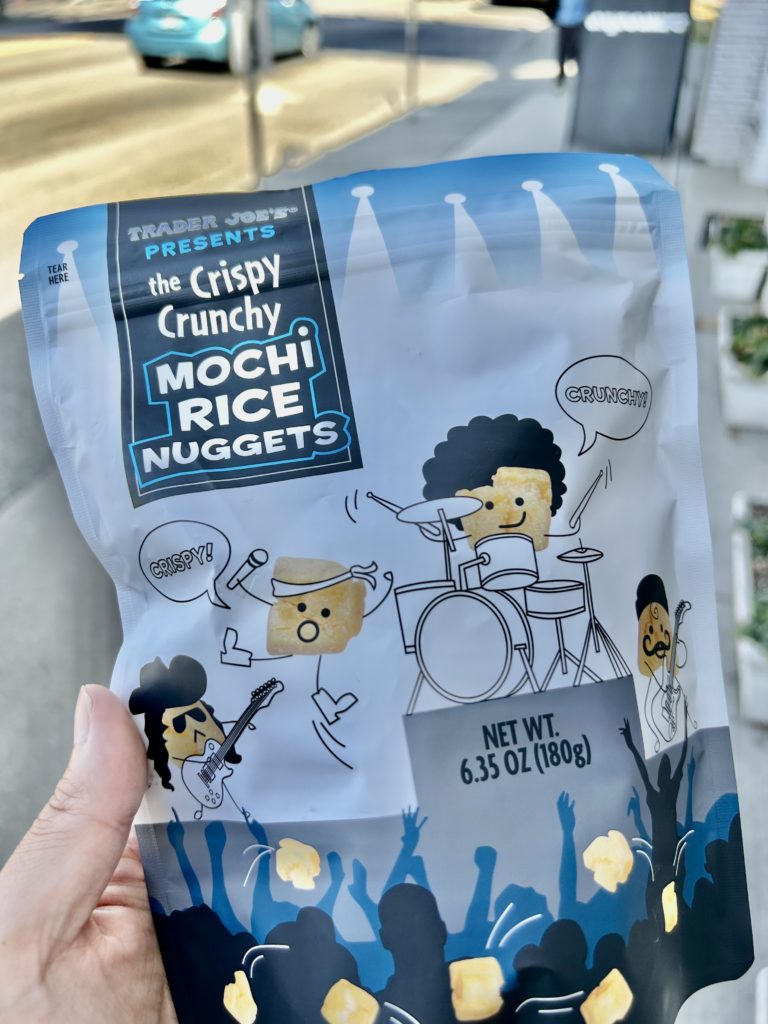 TRADER JOE'S®
PRESENTS
the Crispy
Crunchy
MOCHi
RICE
NUGGETS
TEAR
HERE
CRUNCHY!
CRISPY!
NET WT.
6.35 OZ (180g)